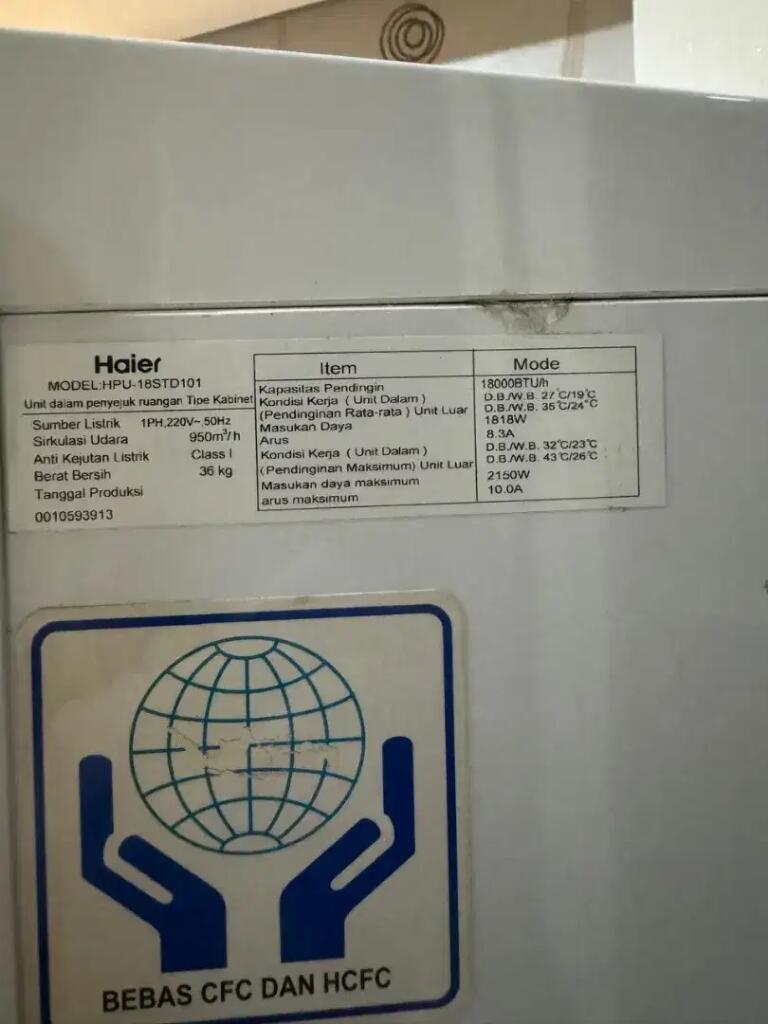 Haier
MODEL:HPU-18STD101
Unit dalam penyejuk ruangan Tipe Kabinet
Sumber Listrik 1PH,220V~,50Hz
Sirkulasi Udara 950m³/h
Anti Kejutan Listrik Class I
Berat Bersih 36 kg
Tanggal Produksi
0010593913
Item Mode
Kapasitas Pendingin 18000BTU/h
Kondisi Kerja ( Unit Dalam ) D.B./W.B. 27℃/19℃
(Pendinginan Rata-rata ) Unit Luar D.B./W.B. 35℃/24℃
Masukan Daya 1818W
Arus 8.3A
Kondisi Kerja ( Unit Dalam ) D.B./W.B. 32℃/23℃
(Pendinginan Maksimum) Unit Luar D.B./W.B. 43℃/26℃
Masukan daya maksimum 2150W
arus maksimum 10.0A
BEBAS CFC DAN HCFC